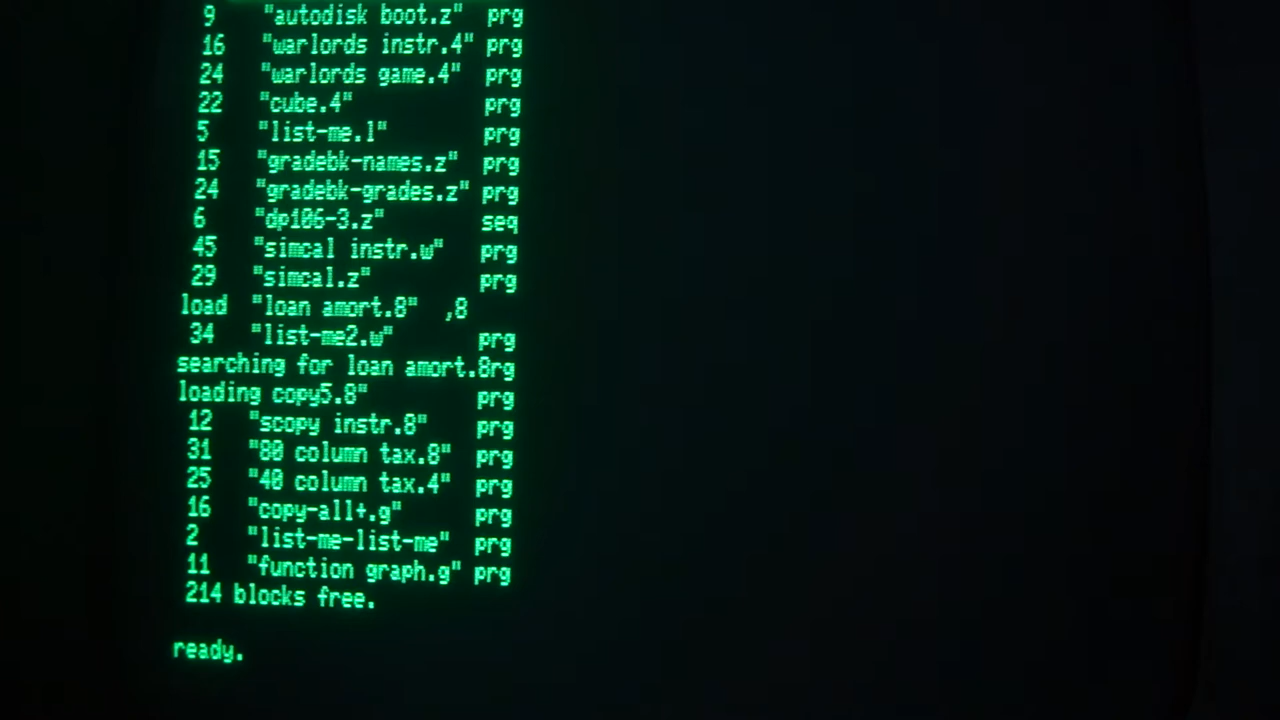 9 "autodisk boot.z" prg
16 "warlords instr.4" prg
24 "warlords game.4" prg
22 "cube.4" prg
5 "list-me.l" prg
15 "gradebk-names.z" prg
24 "gradebk-grades.z" prg
6 "dp106-3.z" seq
45 "simcal instr.w" prg
29 "simcal.z" prg
load "loan amort.8" ,8
34 "list-me2.w" prg
searching for loan amort.8rg
loading copy5.8" prg
12 "scopy instr.8" prg
31 "80 column tax.8" prg
25 "40 column tax.4" prg
16 "copy-all+.g" prg
2 "list-me-list-me" prg
11 "function graph.g" prg
214 blocks free.
ready.